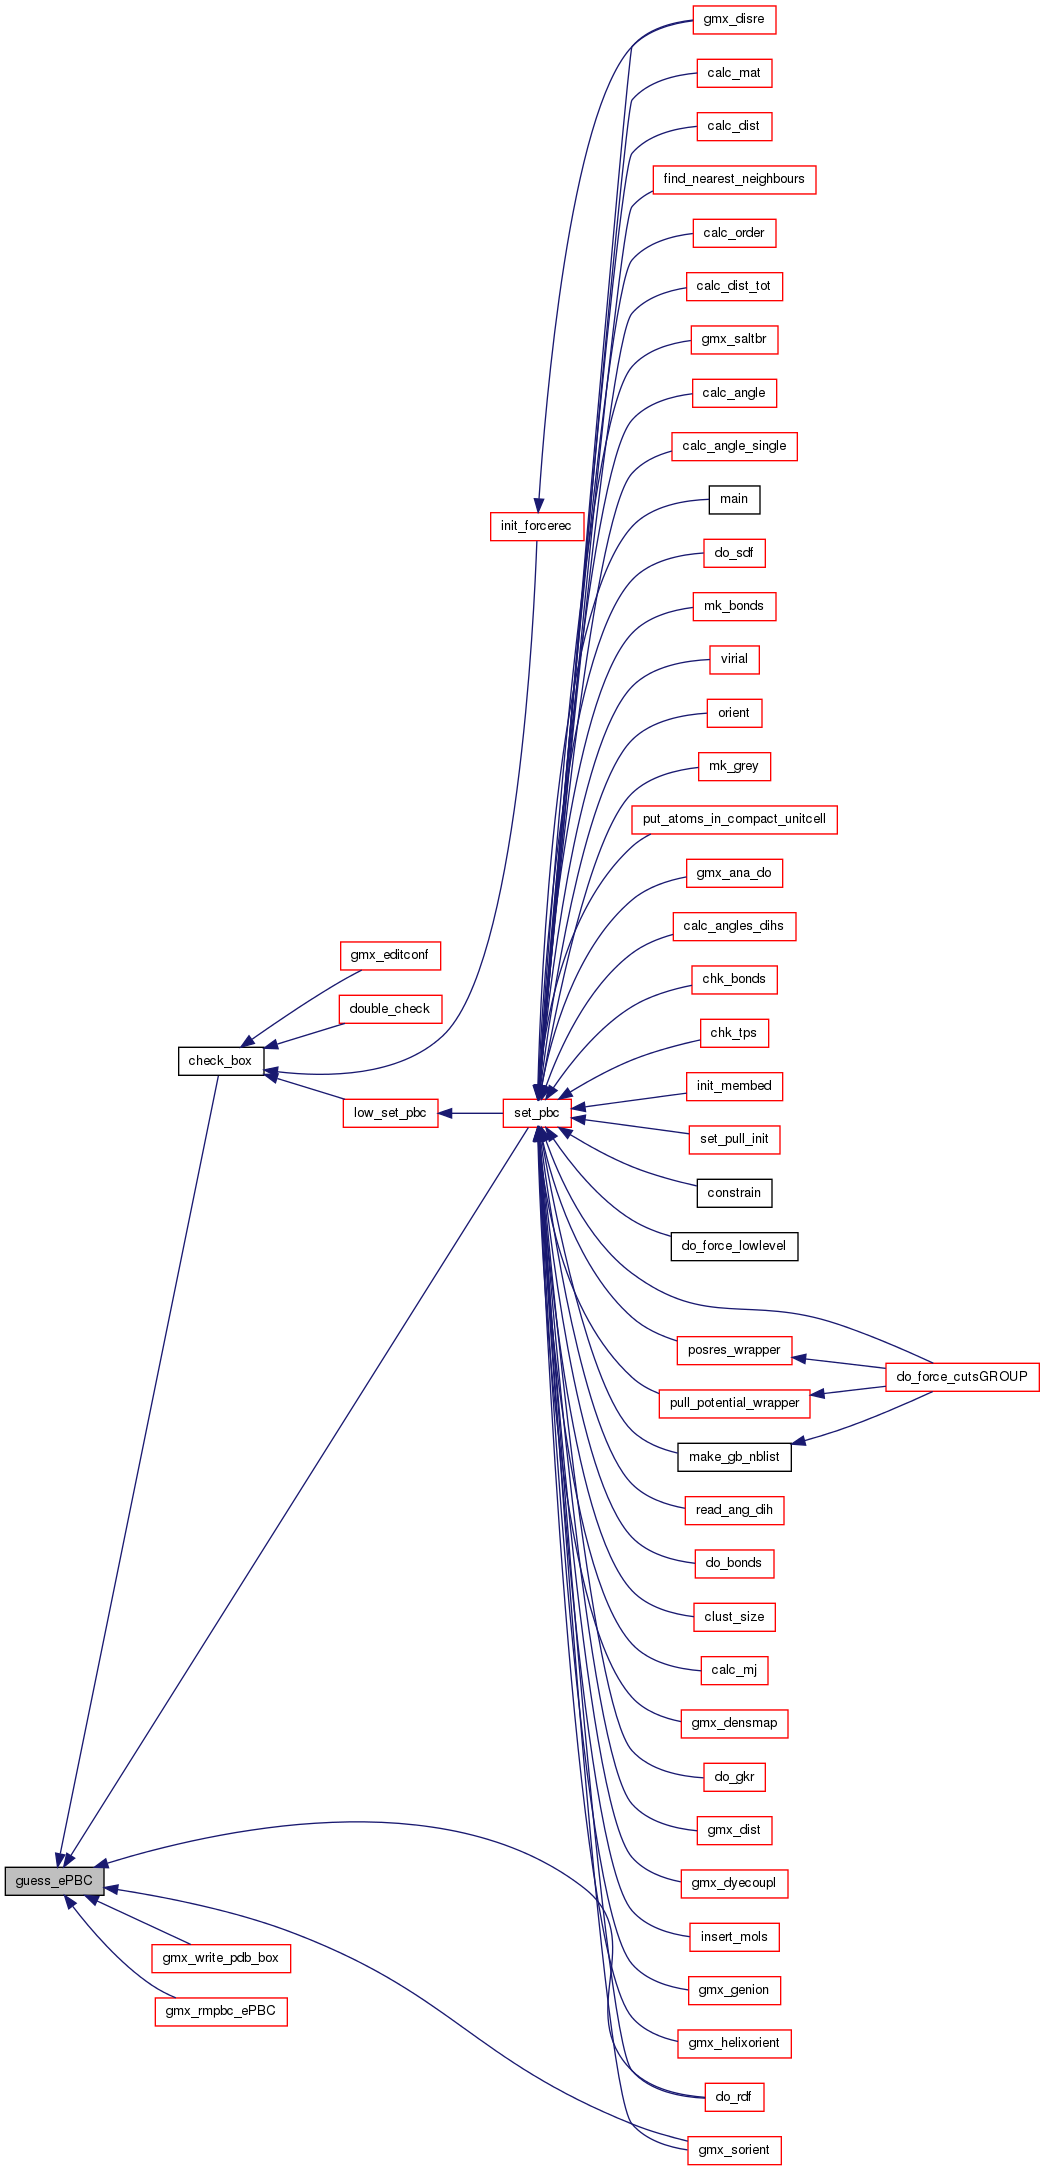 gmx_disre
calc_mat
calc_dist
find_nearest_neighbours
calc_order
calc_dist_tot
gmx_saltbr
calc_angle
calc_angle_single
main
init_forcerec
do_sdf
mk_bonds
virial
orient
mk_grey
put_atoms_in_compact_unitcell
gmx_ana_do
calc_angles_dihs
gmx_editconf
chk_bonds
double_check
chk_tps
check_box
init_membed
low_set_pbc
set_pbc
set_pull_init
constrain
do_force_lowlevel
posres_wrapper
do_force_cutsGROUP
pull_potential_wrapper
make_gb_nblist
read_ang_dih
do_bonds
clust_size
calc_mj
gmx_densmap
do_gkr
gmx_dist
guess_ePBC
gmx_dyecoupl
insert_mols
gmx_write_pdb_box
gmx_genion
gmx_rmpbc_ePBC
gmx_helixorient
do_rdf
gmx_sorient